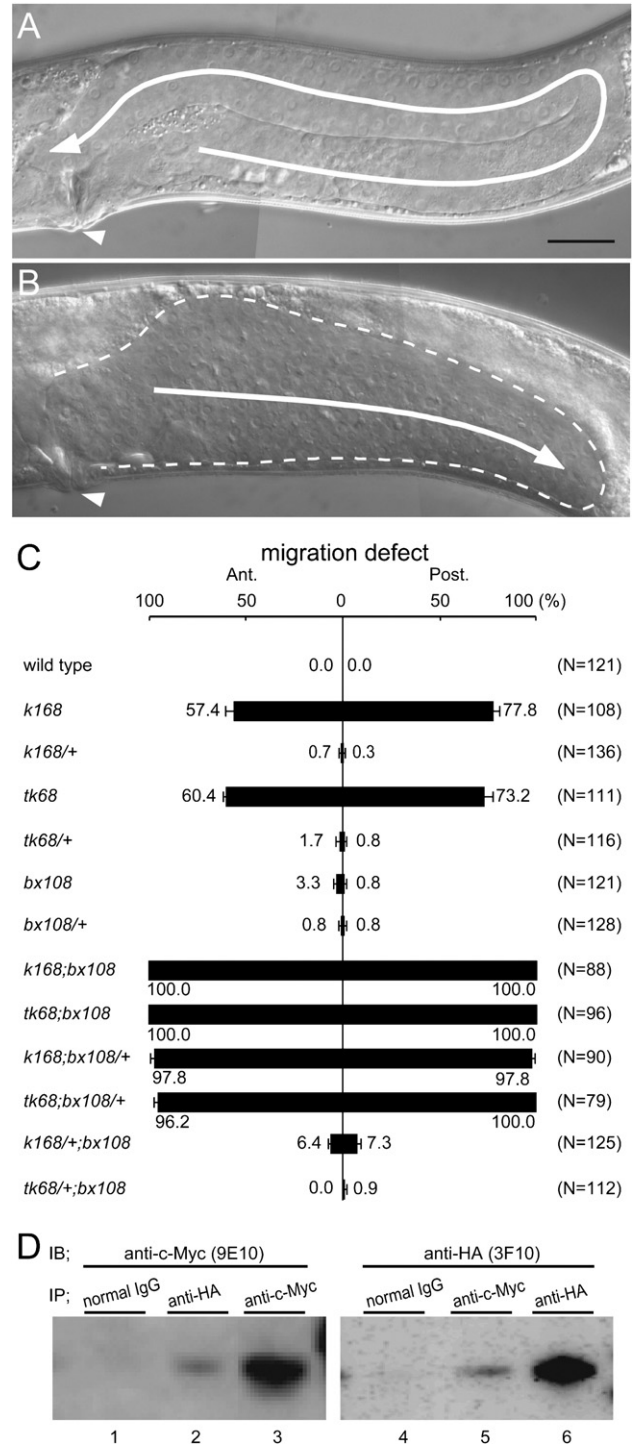 A
B
C
migration defect
Ant. Post.
100 50 0 50 100 (%)
wild type 0.0 0.0 (N=121)
k168 57.4 77.8 (N=108)
k168/+ 0.7 0.3 (N=136)
tk68 60.4 73.2 (N=111)
tk68/+ 1.7 0.8 (N=116)
bx108 3.3 0.8 (N=121)
bx108/+ 0.8 0.8 (N=128)
k168;bx108 (N=88)
100.0 100.0
tk68;bx108 (N=96)
100.0 100.0
k168;bx108/+ (N=90)
97.8 97.8
tk68;bx108/+ (N=79)
96.2 100.0
k168/+;bx108 6.4 7.3 (N=125)
tk68/+;bx108 0.0 0.9 (N=112)
D
IB; anti-c-Myc (9E10) anti-HA (3F10)
IP; normal IgG anti-HA anti-c-Myc normal IgG anti-c-Myc anti-HA
1 2 3 4 5 6